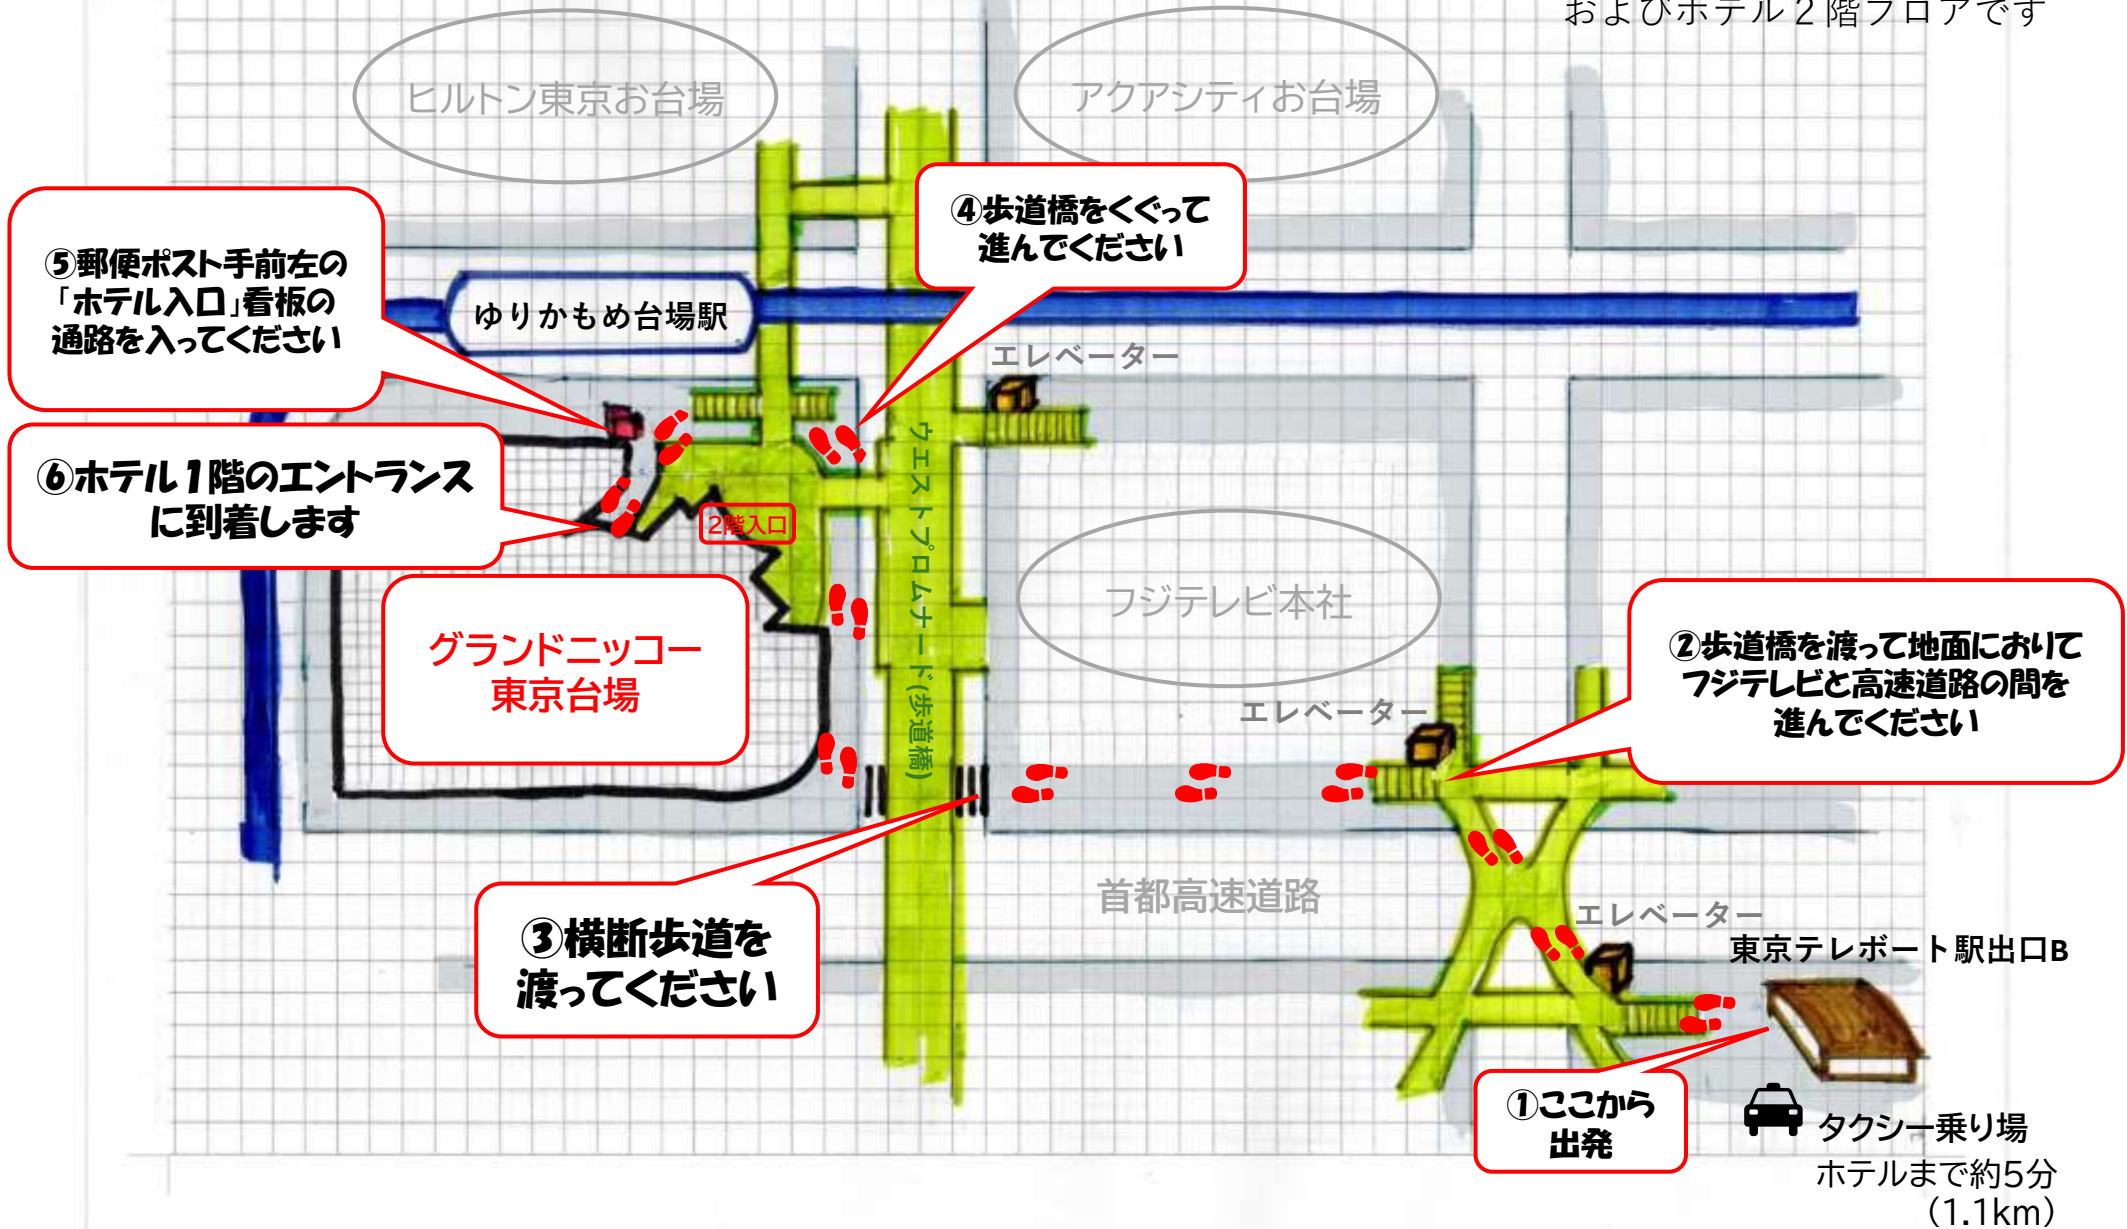 およびホテル２階フロアです
ヒルトン東京お台場
アクアシティお台場
④歩道橋をくぐって
進んでください
⑤郵便ポスト手前左の
「ホテル入口」看板の
通路を入ってください
ゆりかもめ台場駅
エレベーター
⑥ホテル1階のエントランス
に到着します
2階入口
ウエストプロムナード(歩道橋)
フジテレビ本社
グランドニッコー
東京台場
②歩道橋を渡って地面におりて
フジテレビと高速道路の間を
進んでください
エレベーター
首都高速道路
③横断歩道を
渡ってください
エレベーター
東京テレポート駅出口B
①ここから
出発
タクシー乗り場
ホテルまで約5分
(1.1km)